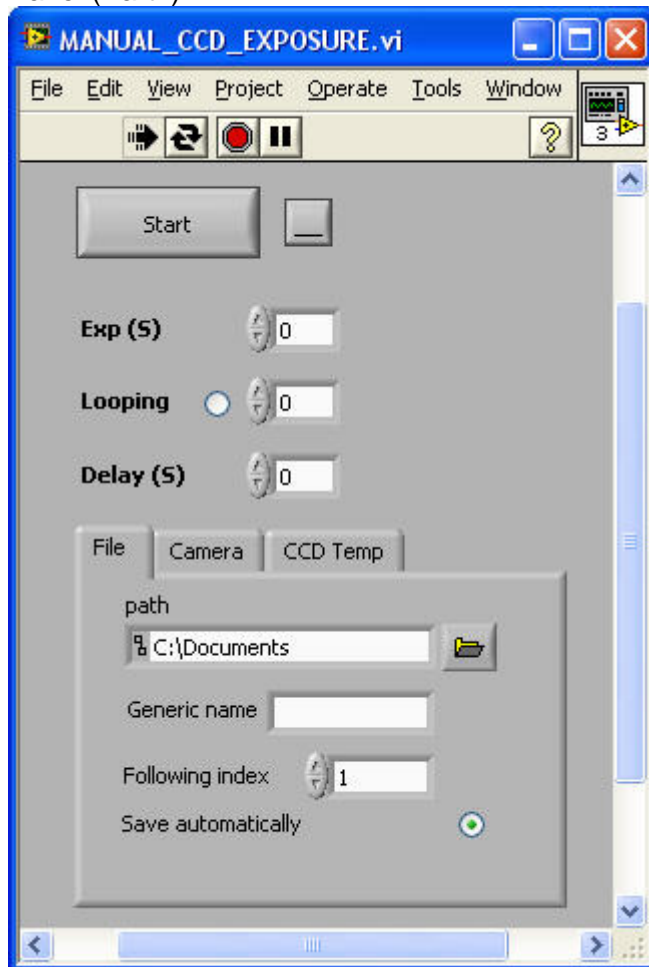 MANUAL_CCD_EXPOSURE.vi
File Edit View Project Operate Tools Window
? 3
Start
Exp (S) 0
Looping 0
Delay (S) 0
File Camera CCD Temp
path
C:\Documents
Generic name
Following index 1
Save automatically